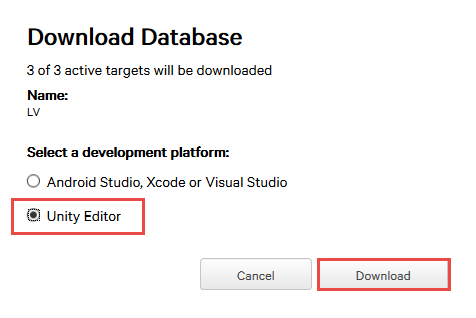 Download Database
3 of 3 active targets will be downloaded
Name:
LV
Select a development platform:
Android Studio, Xcode or Visual Studio
Unity Editor
Cancel
Download